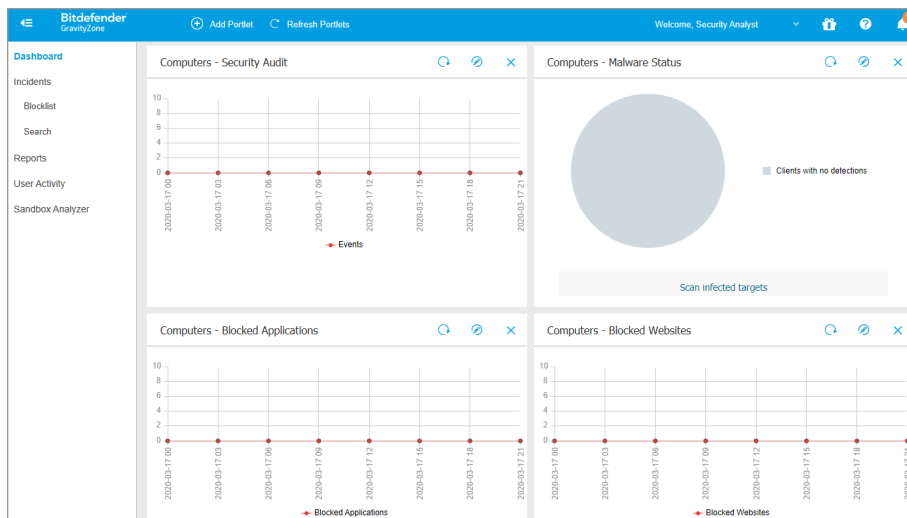 Bitdefender
GravityZone
Add Portlet
Refresh Portlets
Welcome, Security Analyst
Dashboard
Incidents
Blocklist
Search
Reports
User Activity
Sandbox Analyzer
Computers - Security Audit
10
8
6
4
2
0
2020-03-17 00
2020-03-17 03
2020-03-17 06
2020-03-17 09
2020-03-17 12
2020-03-17 15
2020-03-17 18
2020-03-17 21
Events
Computers - Malware Status
Clients with no detections
Scan infected targets
Computers - Blocked Applications
10
8
6
4
2
0
2020-03-17 00
2020-03-17 03
2020-03-17 06
2020-03-17 09
2020-03-17 12
2020-03-17 15
2020-03-17 18
2020-03-17 21
Blocked Applications
Computers - Blocked Websites
10
8
6
4
2
0
2020-03-17 00
2020-03-17 03
2020-03-17 06
2020-03-17 09
2020-03-17 12
2020-03-17 15
2020-03-17 18
Blocked Websites